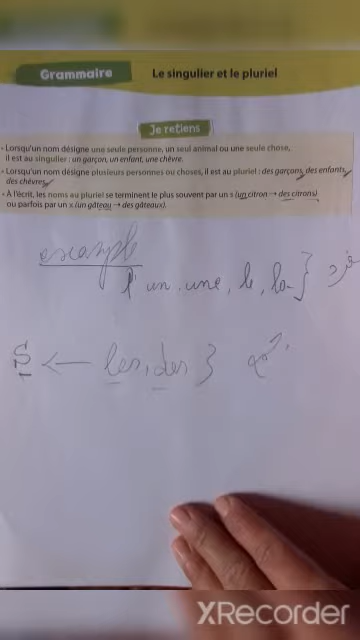 Grammaire Le singulier et le pluriel
Je retiens
• Lorsqu'un nom désigne une seule personne, un seul animal ou une seule chose,
il est au singulier : un garçon, un enfant, une chèvre.
• Lorsqu'un nom désigne plusieurs personnes ou choses, il est au pluriel : des garçons, des enfants,
des chèvres.
• À l'écrit, les noms au pluriel se terminent le plus souvent par un s (un citron → des citrons)
ou parfois par un x (un gâteau → des gâteaux).
example
l' un, une, le, la }
S ← les, des }
XRecorder